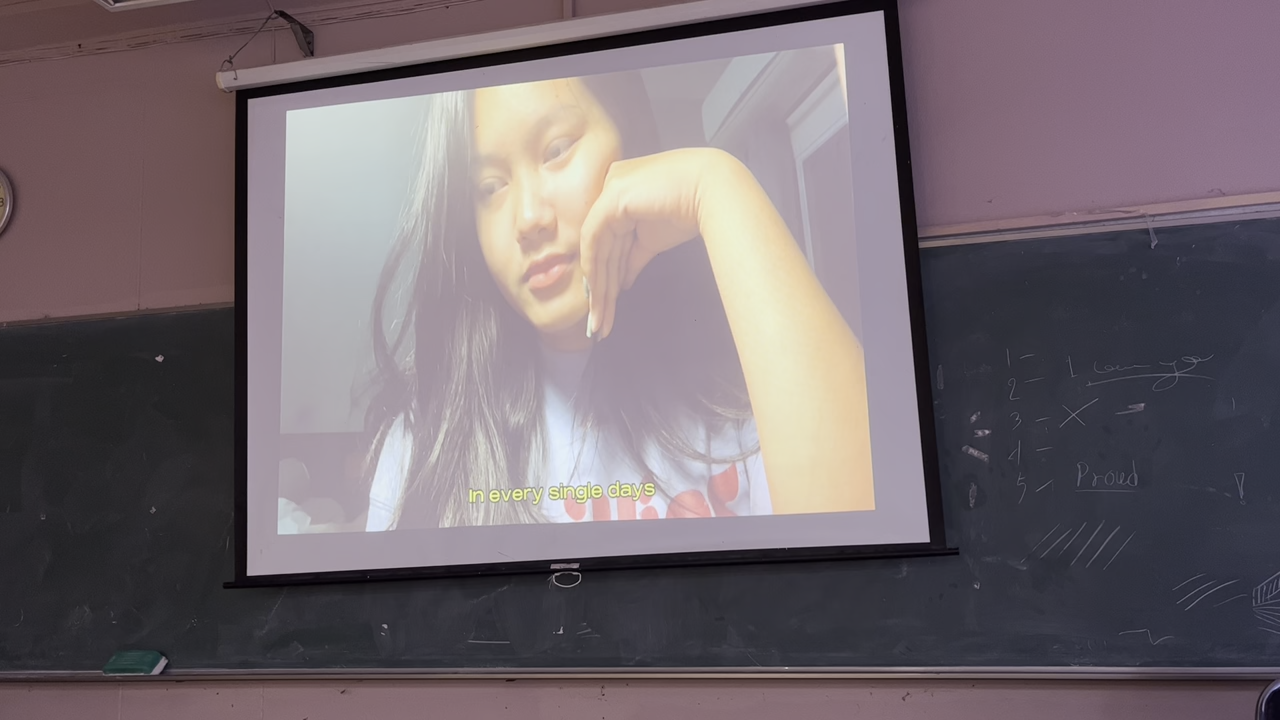 In every single days
1 -
2 -
3 - X
4 -
5 - Proud